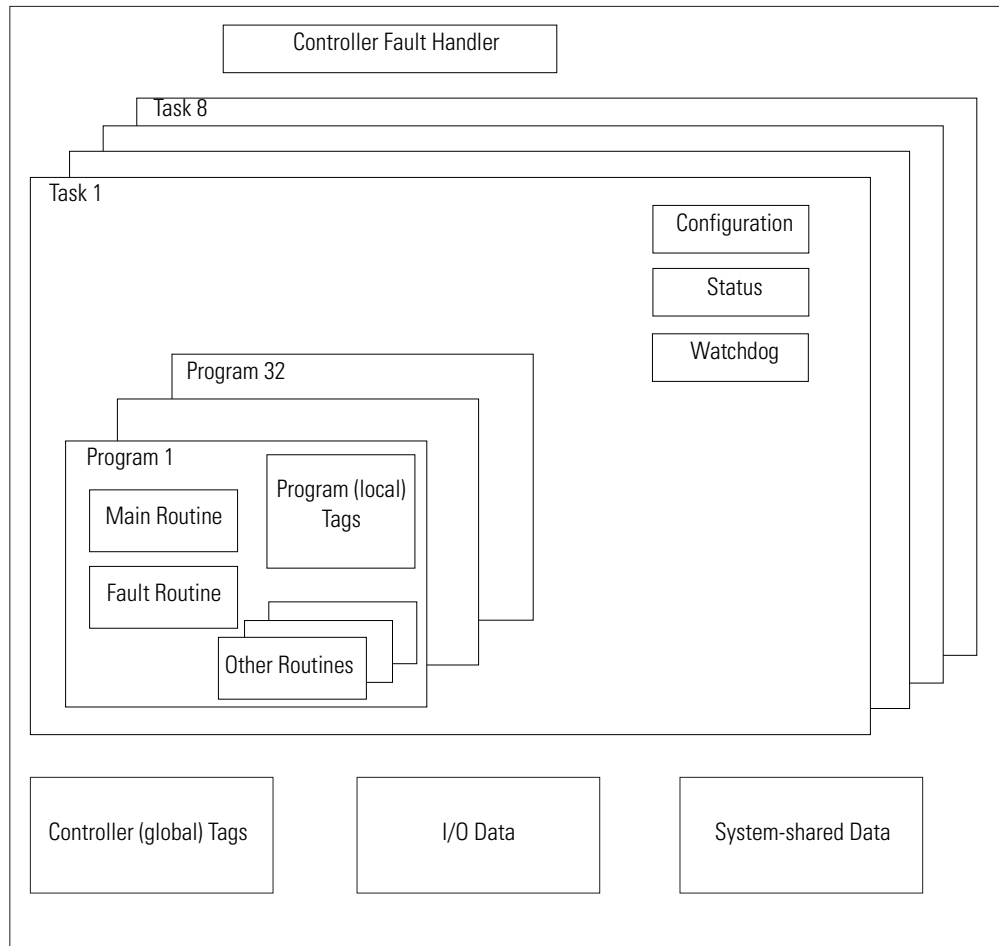 Controller Fault Handler
Task 8
Task 1
Configuration
Status
Watchdog
Program 32
Program 1
Program (local)
Tags
Main Routine
Fault Routine
Other Routines
Controller (global) Tags
I/O Data
System-shared Data